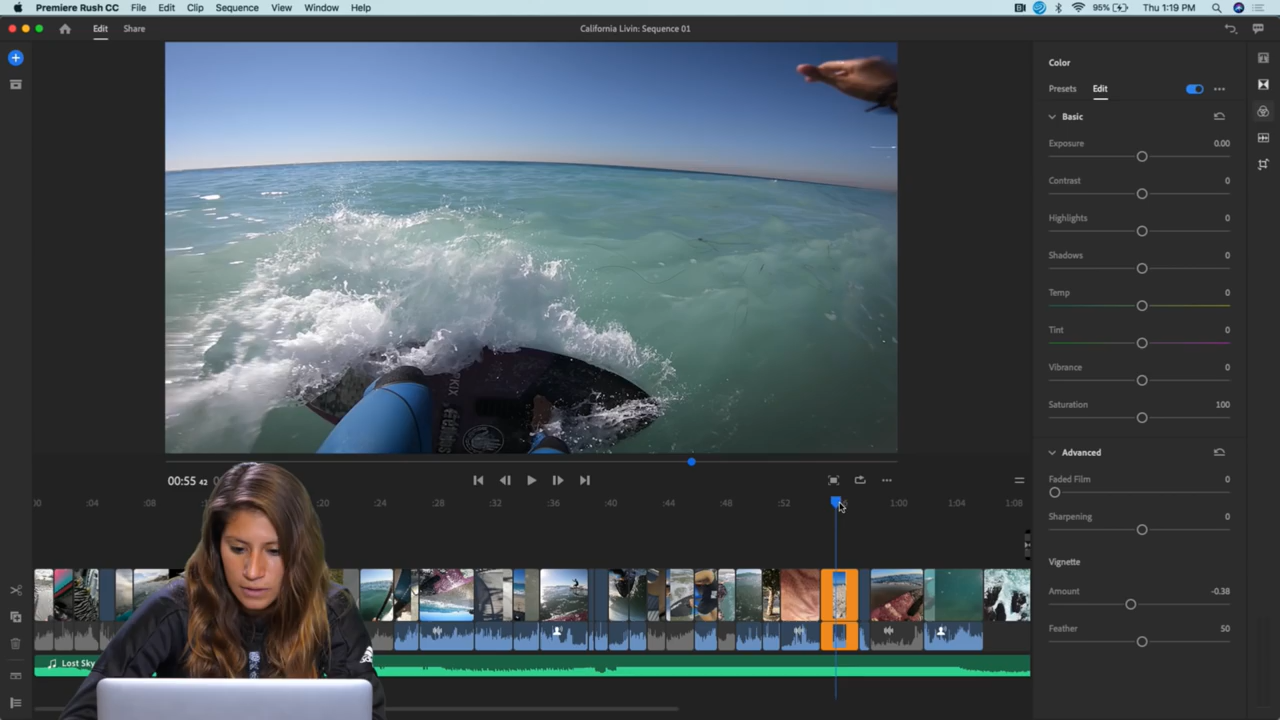 Premiere Rush CC File Edit Clip Sequence View Window Help 95% Thu 1:19 PM
Edit Share California Livin: Sequence 01
Color
Presets Edit
Basic
Exposure 0.00
Contrast 0
Highlights 0
Shadows 0
Temp 0
Tint 0
Vibrance 0
Saturation 100
Advanced
Faded Film 0
Sharpening 0
Vignette
Amount -0.38
Feather 50
00:55 42
:04 :08 :20 :24 :28 :32 :36 :40 :44 :48 :52 1:00 1:04 1:08
Lost Sky